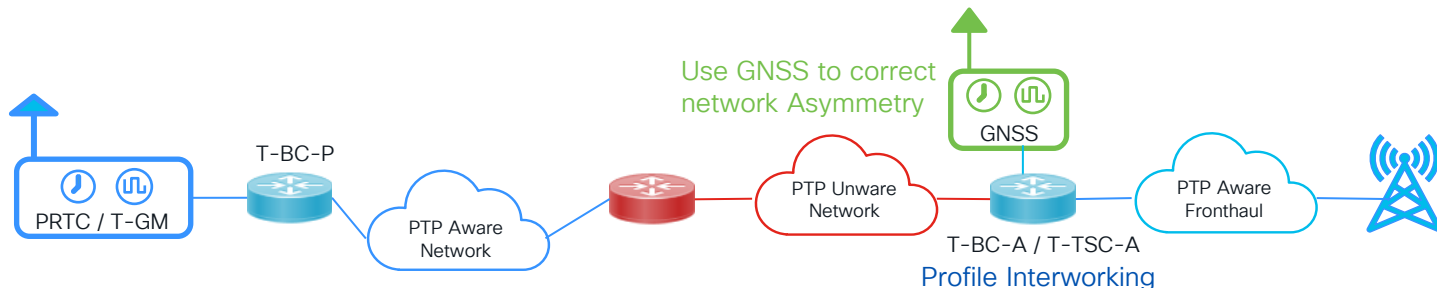 Use GNSS to correct
network Asymmetry
GNSS
T-BC-P
PRTC / T-GM
PTP Aware
Network
PTP Unware
Network
PTP Aware
Fronthaul
T-BC-A / T-TSC-A
Profile Interworking